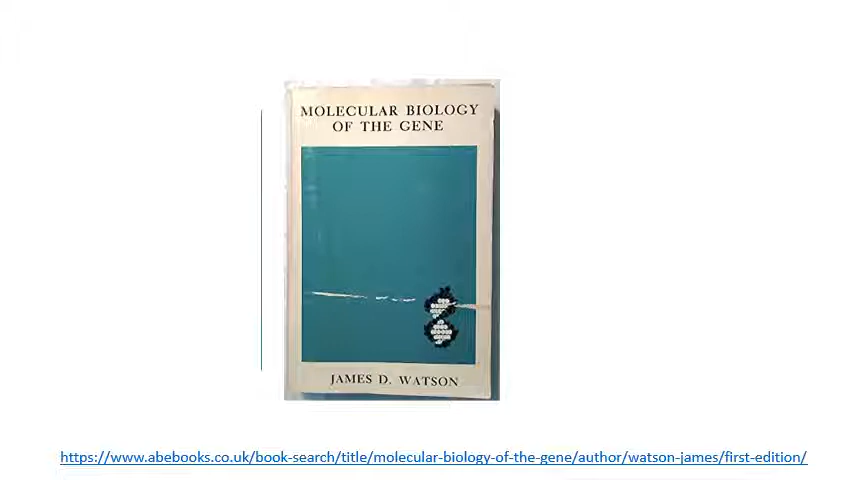 MOLECULAR BIOLOGY
OF THE GENE
JAMES D. WATSON
https://www.abebooks.co.uk/book-search/title/molecular-biology-of-the-gene/author/watson-james/first-edition/